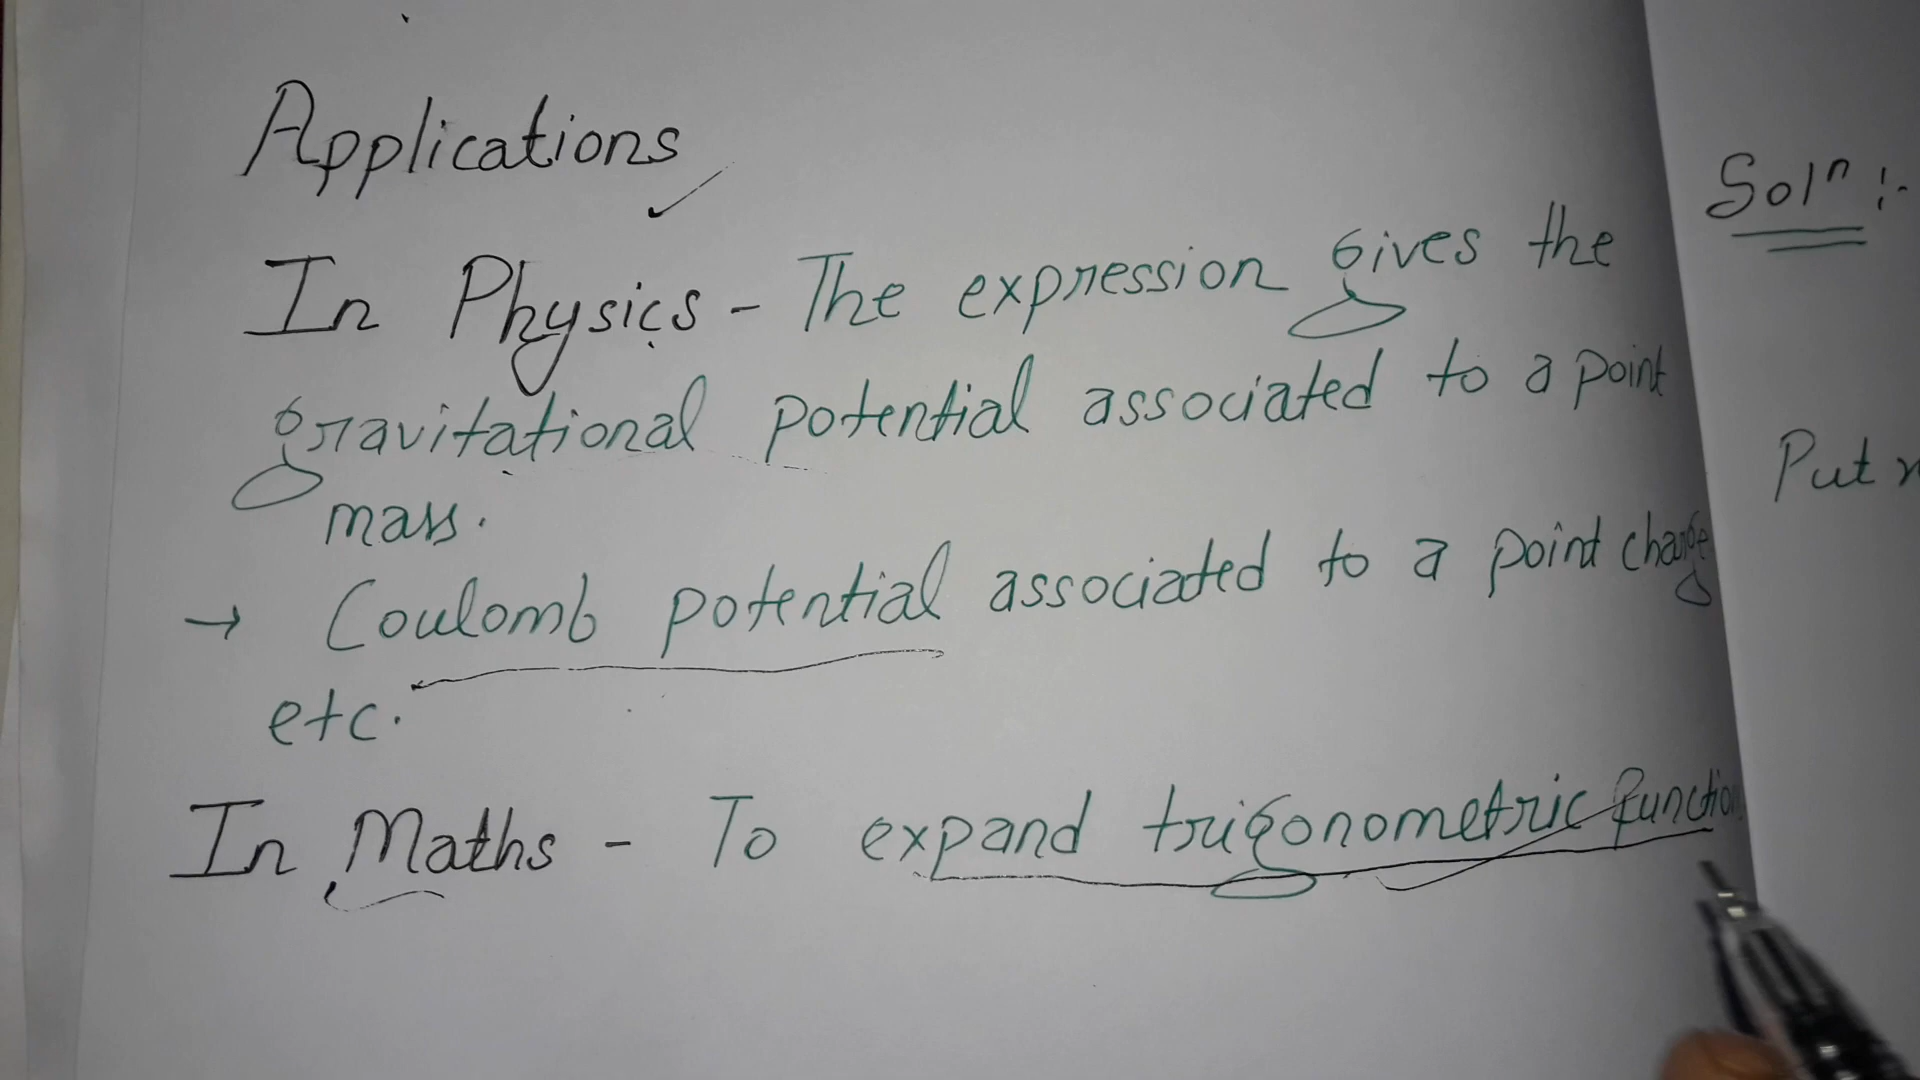 Applications
In Physics - The expression gives the
gravitational potential associated to a point
mass.
→ Coulomb potential associated to a point charge
etc.
In Maths - To expand trigonometric function
Solⁿ :-
Put